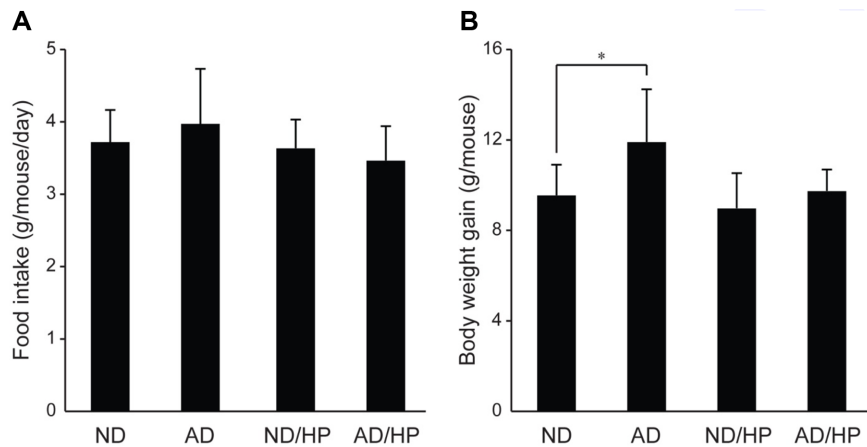 A
Food intake (g/mouse/day)
5
4
3
2
1
0
ND AD ND/HP AD/HP
B
Body weight gain (g/mouse)
16
12
8
4
0
*
ND AD ND/HP AD/HP